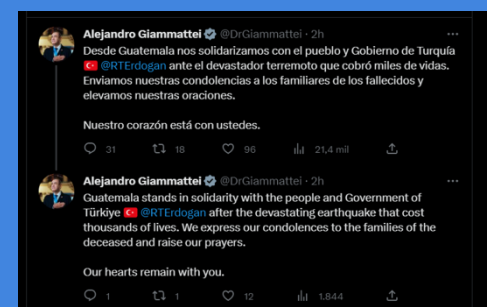 Alejandro Giammattei @DrGiammattei · 2h
Desde Guatemala nos solidarizamos con el pueblo y Gobierno de Turquía
🇹🇷 @RTErdogan ante el devastador terremoto que cobró miles de vidas.
Enviamos nuestras condolencias a los familiares de los fallecidos y
elevamos nuestras oraciones.
Nuestro corazón está con ustedes.
31 18 96 21,4 mil
Alejandro Giammattei @DrGiammattei · 2h
Guatemala stands in solidarity with the people and Government of
Türkiye 🇹🇷 @RTErdogan after the devastating earthquake that cost
thousands of lives. We express our condolences to the families of the
deceased and raise our prayers.
Our hearts remain with you.
1 1 12 1.844